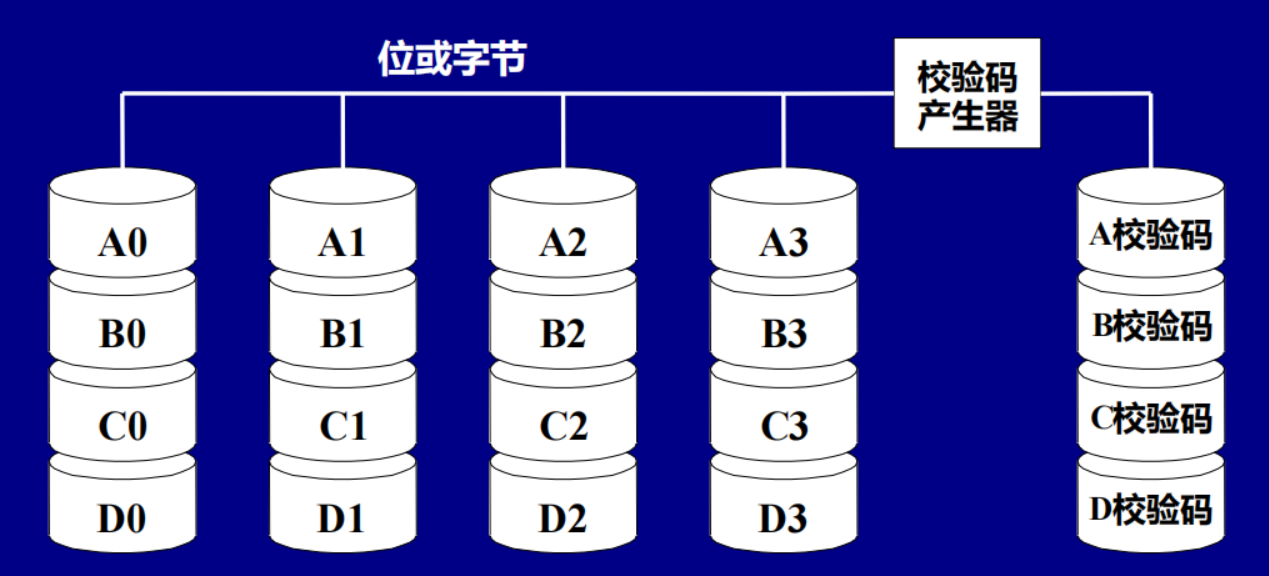 位或字节
校验码
产生器
A0 A1 A2 A3 A校验码
B0 B1 B2 B3 B校验码
C0 C1 C2 C3 C校验码
D0 D1 D2 D3 D校验码